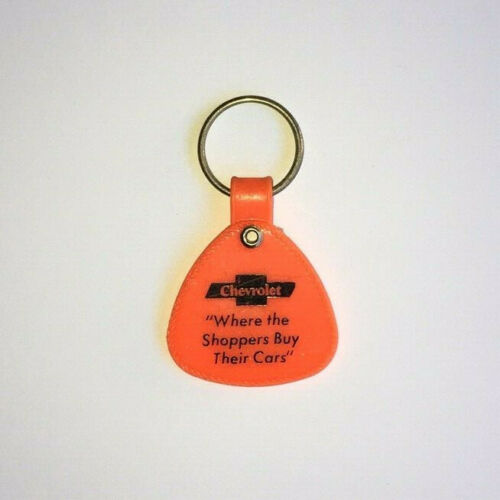 Chevrolet
"Where the
Shoppers Buy
Their Cars"